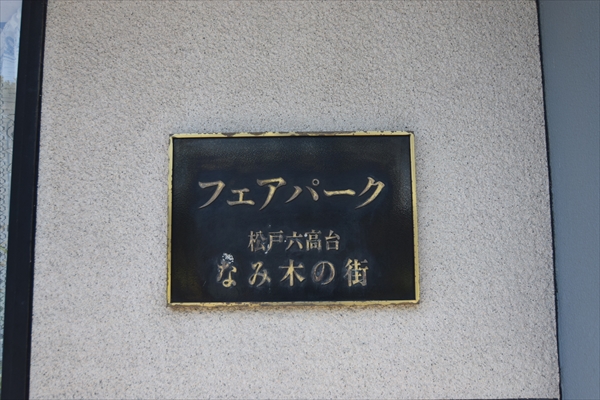 フェアパーク
松戸六高台
なみ木の街